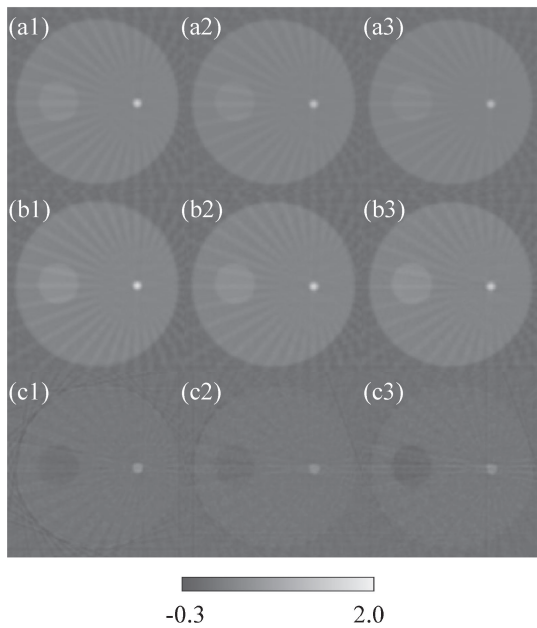 (a1) (a2) (a3)
(b1) (b2) (b3)
(c1) (c2) (c3)
-0.3 2.0